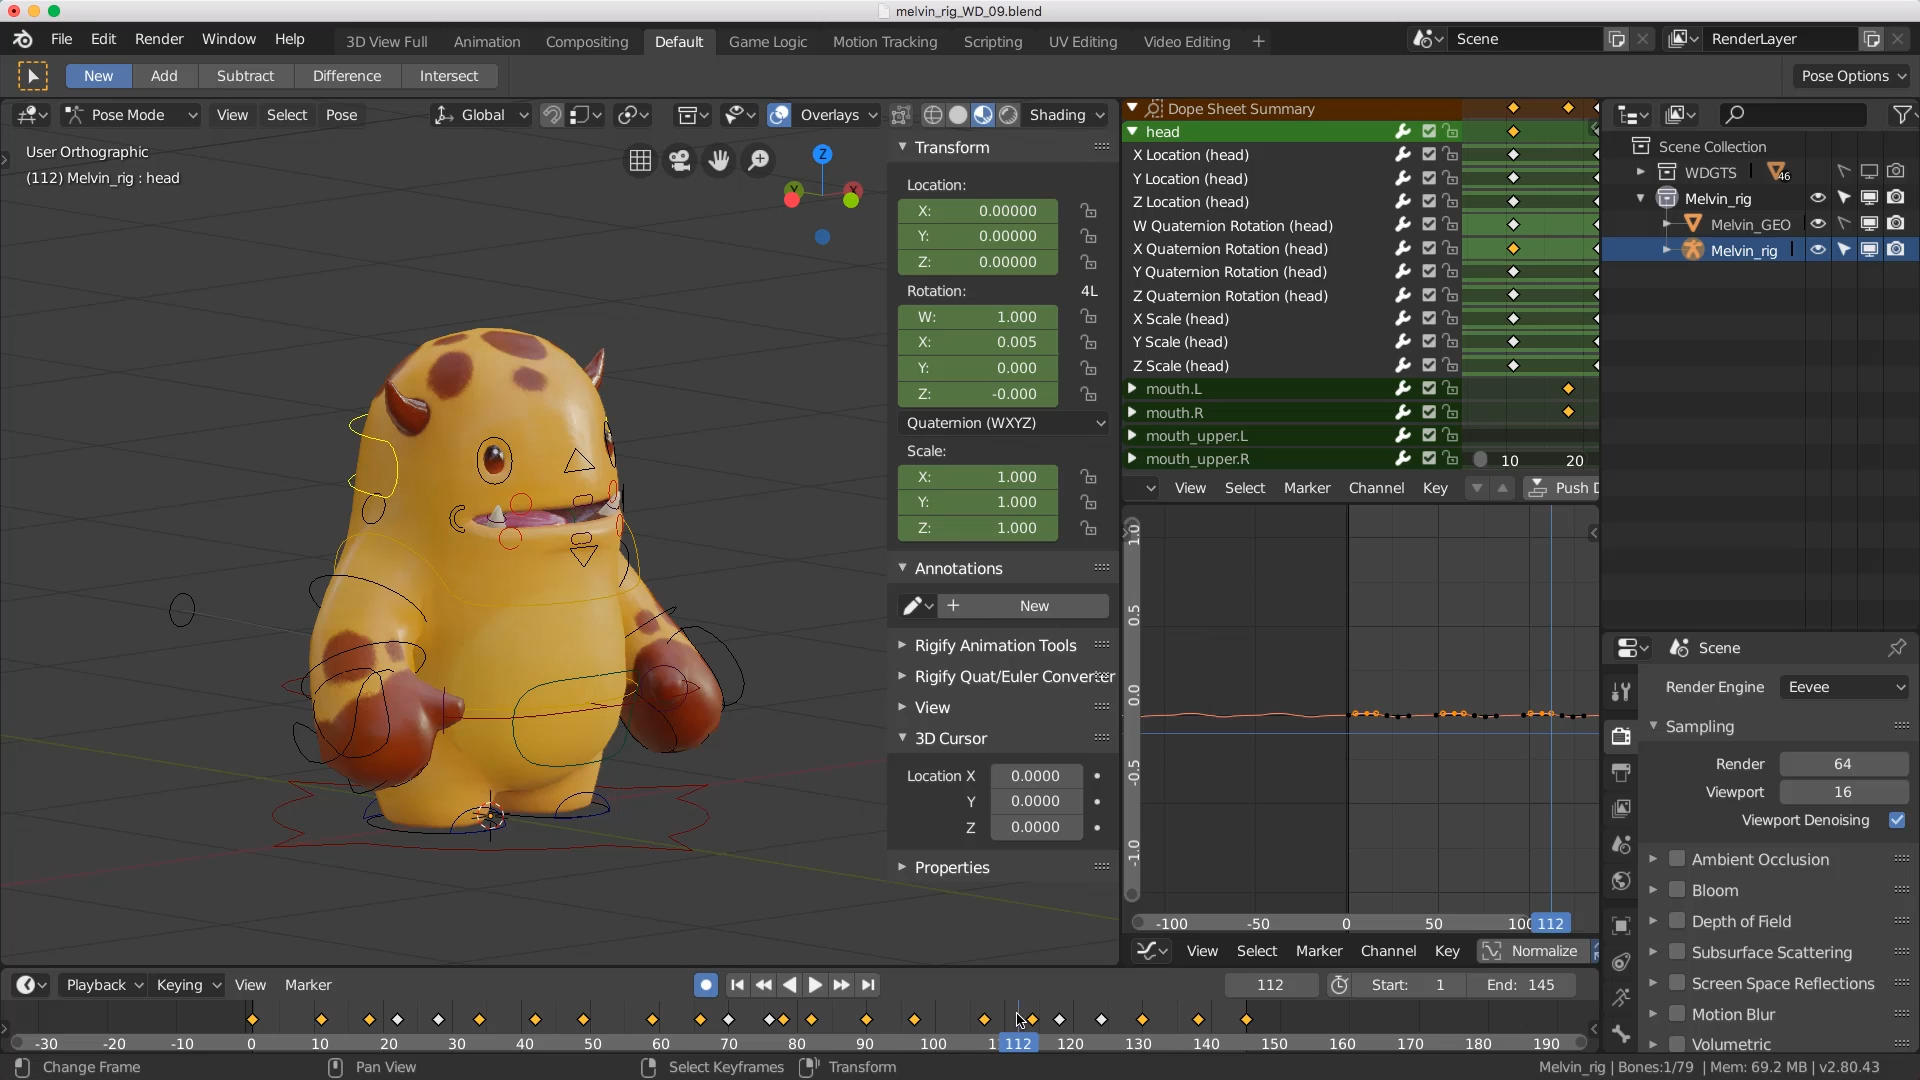 melvin_rig_WD_09.blend
File Edit Render Window Help
3D View Full Animation Compositing Default Game Logic Motion Tracking Scripting UV Editing Video Editing +
Scene
RenderLayer
New Add Subtract Difference Intersect
Pose Options
Pose Mode View Select Pose Global Overlays Shading
User Orthographic
(112) Melvin_rig : head
Z
Y
X
Transform
Location:
X: 0.00000
Y: 0.00000
Z: 0.00000
Rotation: 4L
W: 1.000
X: 0.005
Y: 0.000
Z: -0.000
Quaternion (WXYZ)
Scale:
X: 1.000
Y: 1.000
Z: 1.000
Annotations
+ New
Rigify Animation Tools
Rigify Quat/Euler Converter
View
3D Cursor
Location X 0.0000
Y 0.0000
Z 0.0000
Properties
Dope Sheet Summary
head
X Location (head)
Y Location (head)
Z Location (head)
W Quaternion Rotation (head)
X Quaternion Rotation (head)
Y Quaternion Rotation (head)
Z Quaternion Rotation (head)
X Scale (head)
Y Scale (head)
Z Scale (head)
mouth.L
mouth.R
mouth_upper.L
mouth_upper.R
10 20
View Select Marker Channel Key Push D
1.0
0.5
0.0
-0.5
-1.0
-100 -50 0 50 100 112
View Select Marker Channel Key Normalize
Scene Collection
WDGTS 46
Melvin_rig
Melvin_GEO
Melvin_rig
Scene
Render Engine Eevee
Sampling
Render 64
Viewport 16
Viewport Denoising
Ambient Occlusion
Bloom
Depth of Field
Subsurface Scattering
Screen Space Reflections
Motion Blur
Volumetric
Playback Keying View Marker
112 Start: 1 End: 145
-30 -20 -10 0 10 20 30 40 50 60 70 80 90 100 112 120 130 140 150 160 170 180 190
Change Frame Pan View Select Keyframes Transform
Melvin_rig | Bones:1/79 | Mem: 69.2 MB | v2.80.43